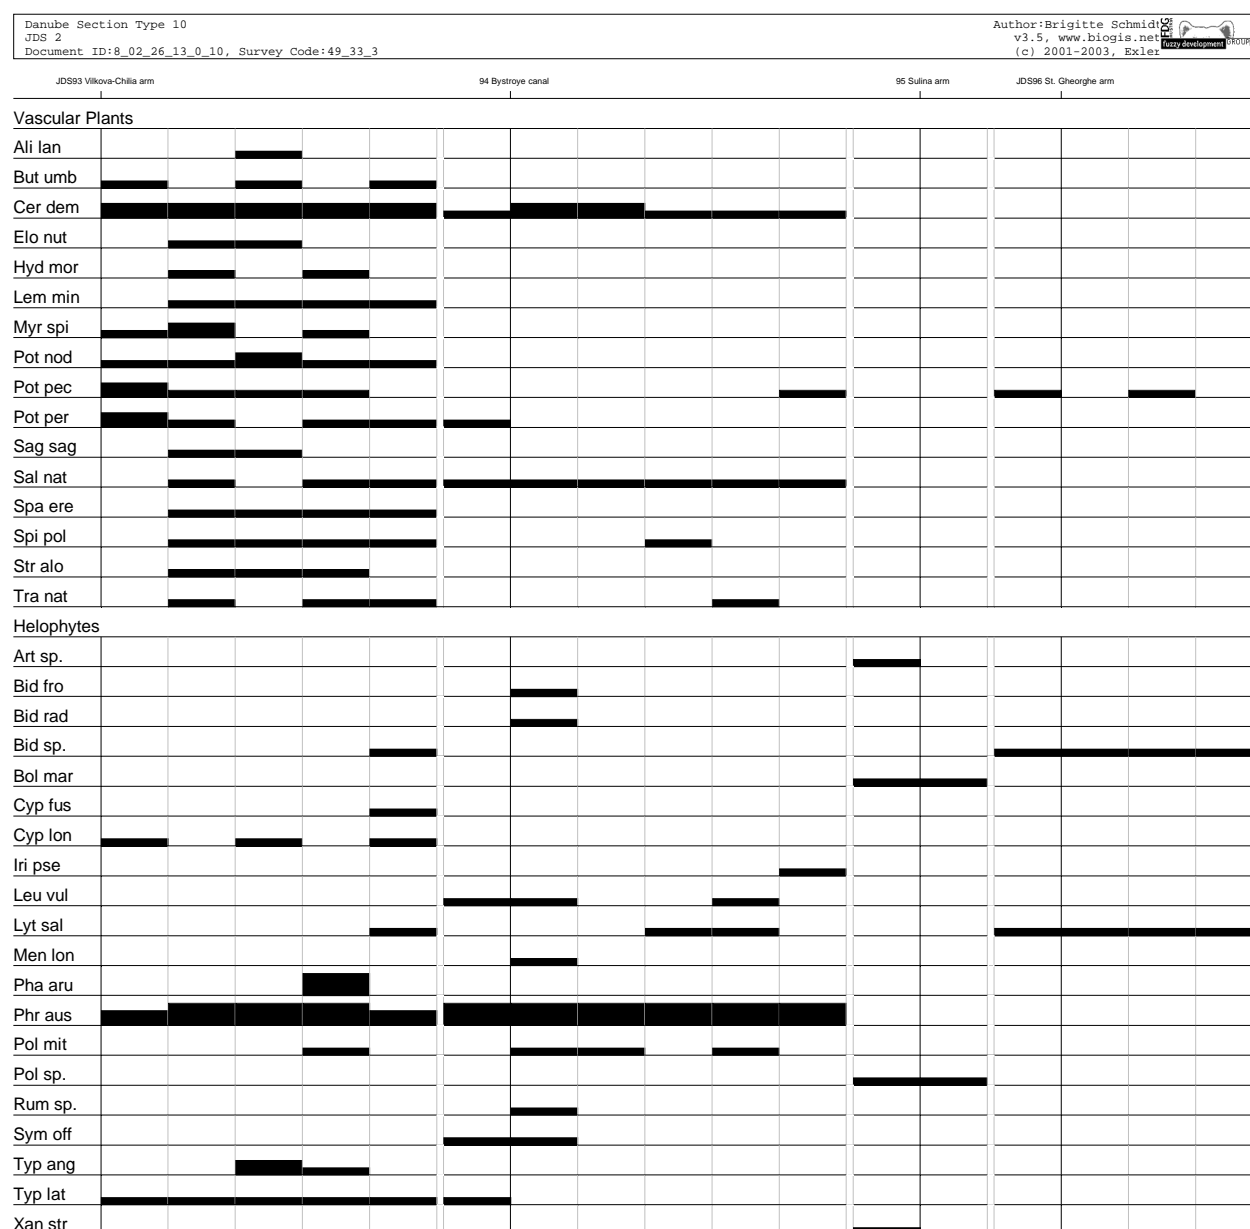 Danube Section Type 10
JDS 2
Document ID:8_02_26_13_0_10, Survey Code:49_33_3
Author:Brigitte Schmidt
v3.5, www.biogis.net
(c) 2001-2003, Exler
FDG
fuzzy development GROUP
JDS93 Vilkova-Chilia arm 94 Bystroye canal 95 Sulina arm JDS96 St. Gheorghe arm
Vascular Plants
Ali lan
But umb
Cer dem
Elo nut
Hyd mor
Lem min
Myr spi
Pot nod
Pot pec
Pot per
Sag sag
Sal nat
Spa ere
Spi pol
Str alo
Tra nat
Helophytes
Art sp.
Bid fro
Bid rad
Bid sp.
Bol mar
Cyp fus
Cyp lon
Iri pse
Leu vul
Lyt sal
Men lon
Pha aru
Phr aus
Pol mit
Pol sp.
Rum sp.
Sym off
Typ ang
Typ lat
Xan str